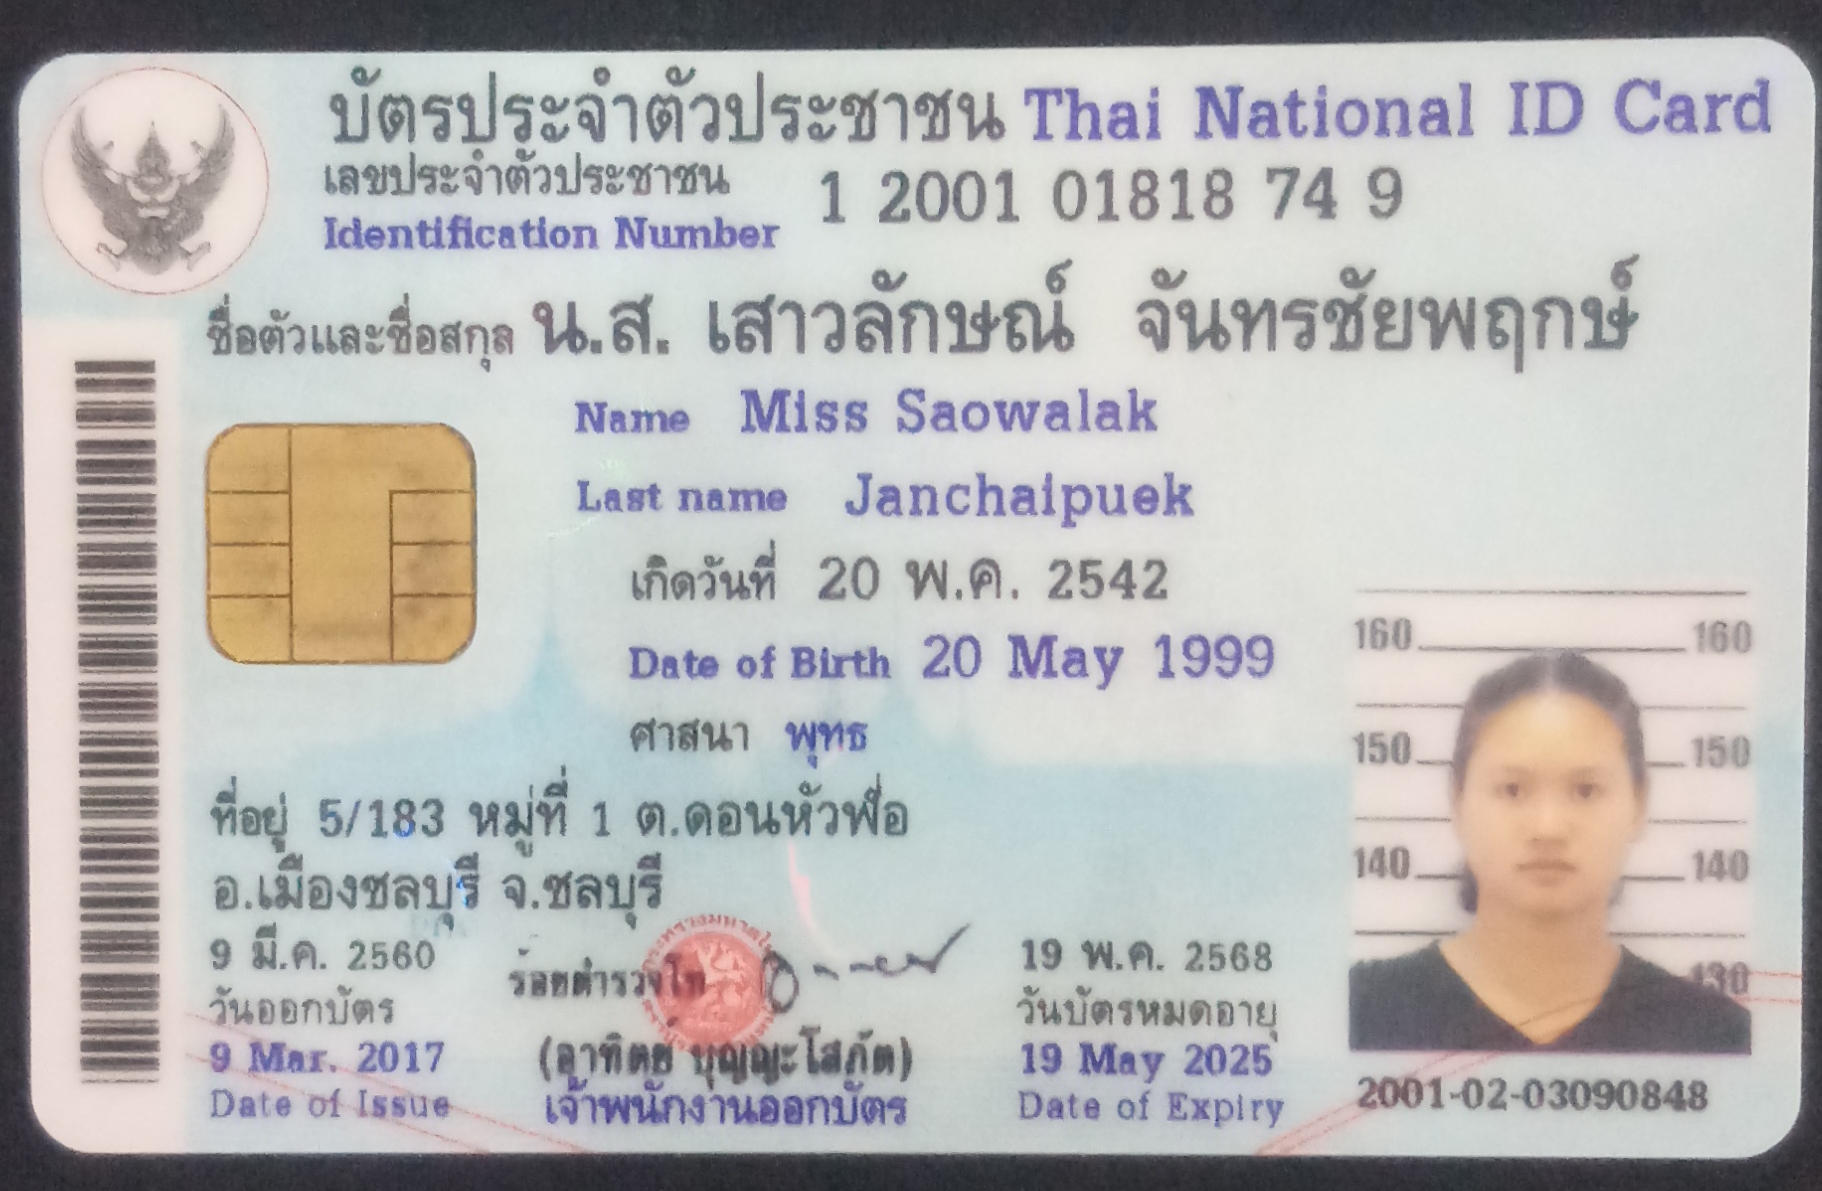 บัตรประจำตัวประชาชน Thai National ID Card
เลขประจำตัวประชาชน
Identification Number 1 2001 01818 74 9
ชื่อตัวและชื่อสกุล น.ส. เสาวลักษณ์ จันทรชัยพฤกษ์
Name Miss Saowalak
Last name Janchaipuek
เกิดวันที่ 20 พ.ค. 2542
Date of Birth 20 May 1999
ศาสนา พุทธ
ที่อยู่ 5/183 หมู่ที่ 1 ต.ดอนหัวฬ่อ
อ.เมืองชลบุรี จ.ชลบุรี
9 มี.ค. 2560
วันออกบัตร
9 Mar. 2017
Date of Issue
ร้อยตำรวจโท
(อาทิตย์ บุญญะโสภัต)
เจ้าพนักงานออกบัตร
19 พ.ค. 2568
วันบัตรหมดอายุ
19 May 2025
Date of Expiry
160 160
150 150
140 140
130
2001-02-03090848